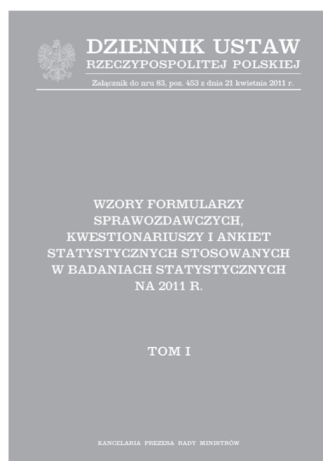 DZIENNIK USTAW
RZECZYPOSPOLITEJ POLSKIEJ
Załącznik do nru 83, poz. 453 z dnia 21 kwietnia 2011 r.
WZORY FORMULARZY
SPRAWOZDAWCZYCH,
KWESTIONARIUSZY I ANKIET
STATYSTYCZNYCH STOSOWANYCH
W BADANIACH STATYSTYCZNYCH
NA 2011 R.
TOM I
KANCELARIA PREZESA RADY MINISTRÓW